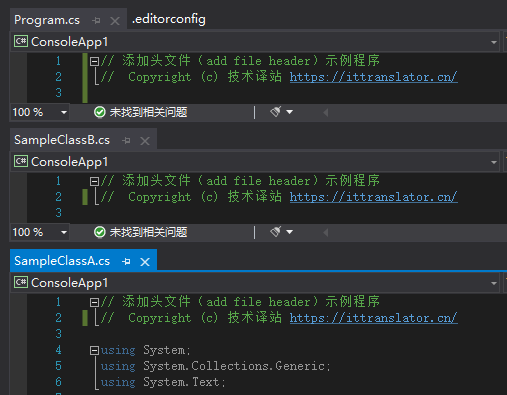 Program.cs .editorconfig
C# ConsoleApp1
1 // 添加头文件（add file header）示例程序
2 //  Copyright (c) 技术译站 https://ittranslator.cn/
3
100 % 未找到相关问题
SampleClassB.cs
C# ConsoleApp1
1 // 添加头文件（add file header）示例程序
2 //  Copyright (c) 技术译站 https://ittranslator.cn/
3
100 % 未找到相关问题
SampleClassA.cs
C# ConsoleApp1
1 // 添加头文件（add file header）示例程序
2 //  Copyright (c) 技术译站 https://ittranslator.cn/
3
4 using System;
5 using System.Collections.Generic;
6 using System.Text;